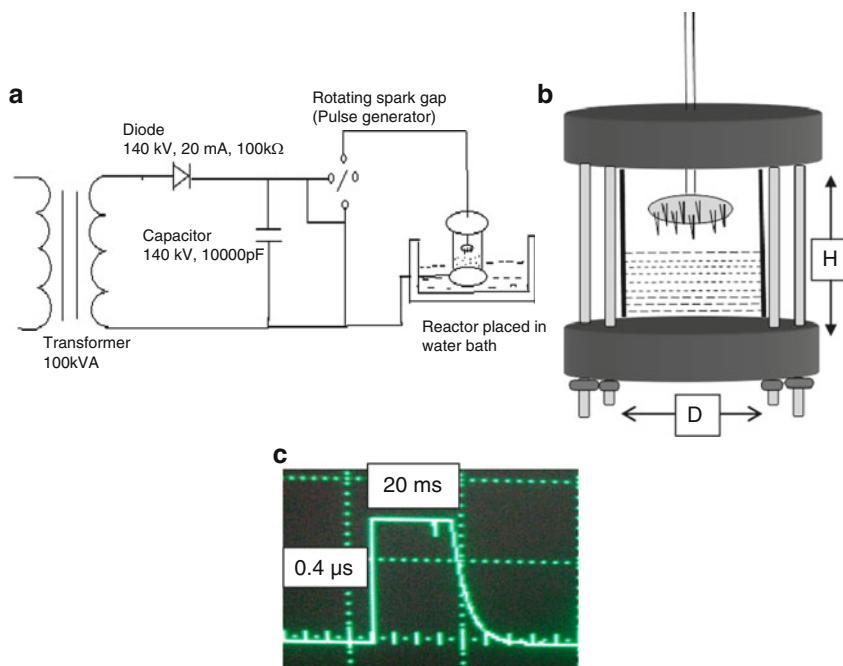 a
Rotating spark gap
(Pulse generator)
Diode
140 kV, 20 mA, 100kΩ
Capacitor
140 kV, 10000pF
Transformer
100kVA
Reactor placed in
water bath
b
H
D
c
20 ms
0.4 µs